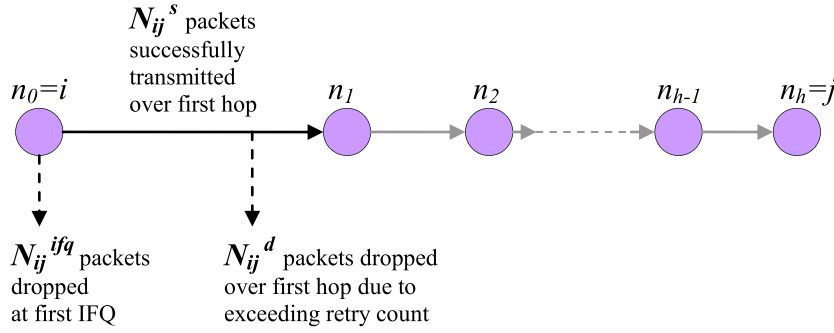 N_ij^s packets
successfully
transmitted
over first hop
n_0=i
n_1
n_2
n_h-1
n_h=j
N_ij^ifq packets
dropped
at first IFQ
N_ij^d packets dropped
over first hop due to
exceeding retry count